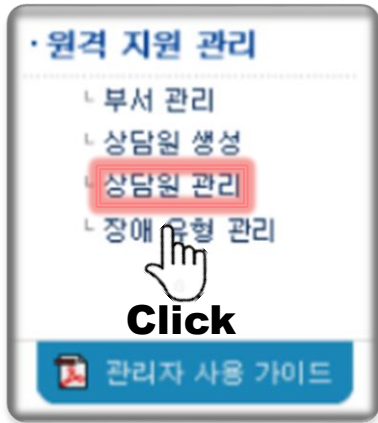 · 원격 지원 관리
└ 부서 관리
└ 상담원 생성
└ 상담원 관리
└ 장애 유형 관리
Click
관리자 사용 가이드